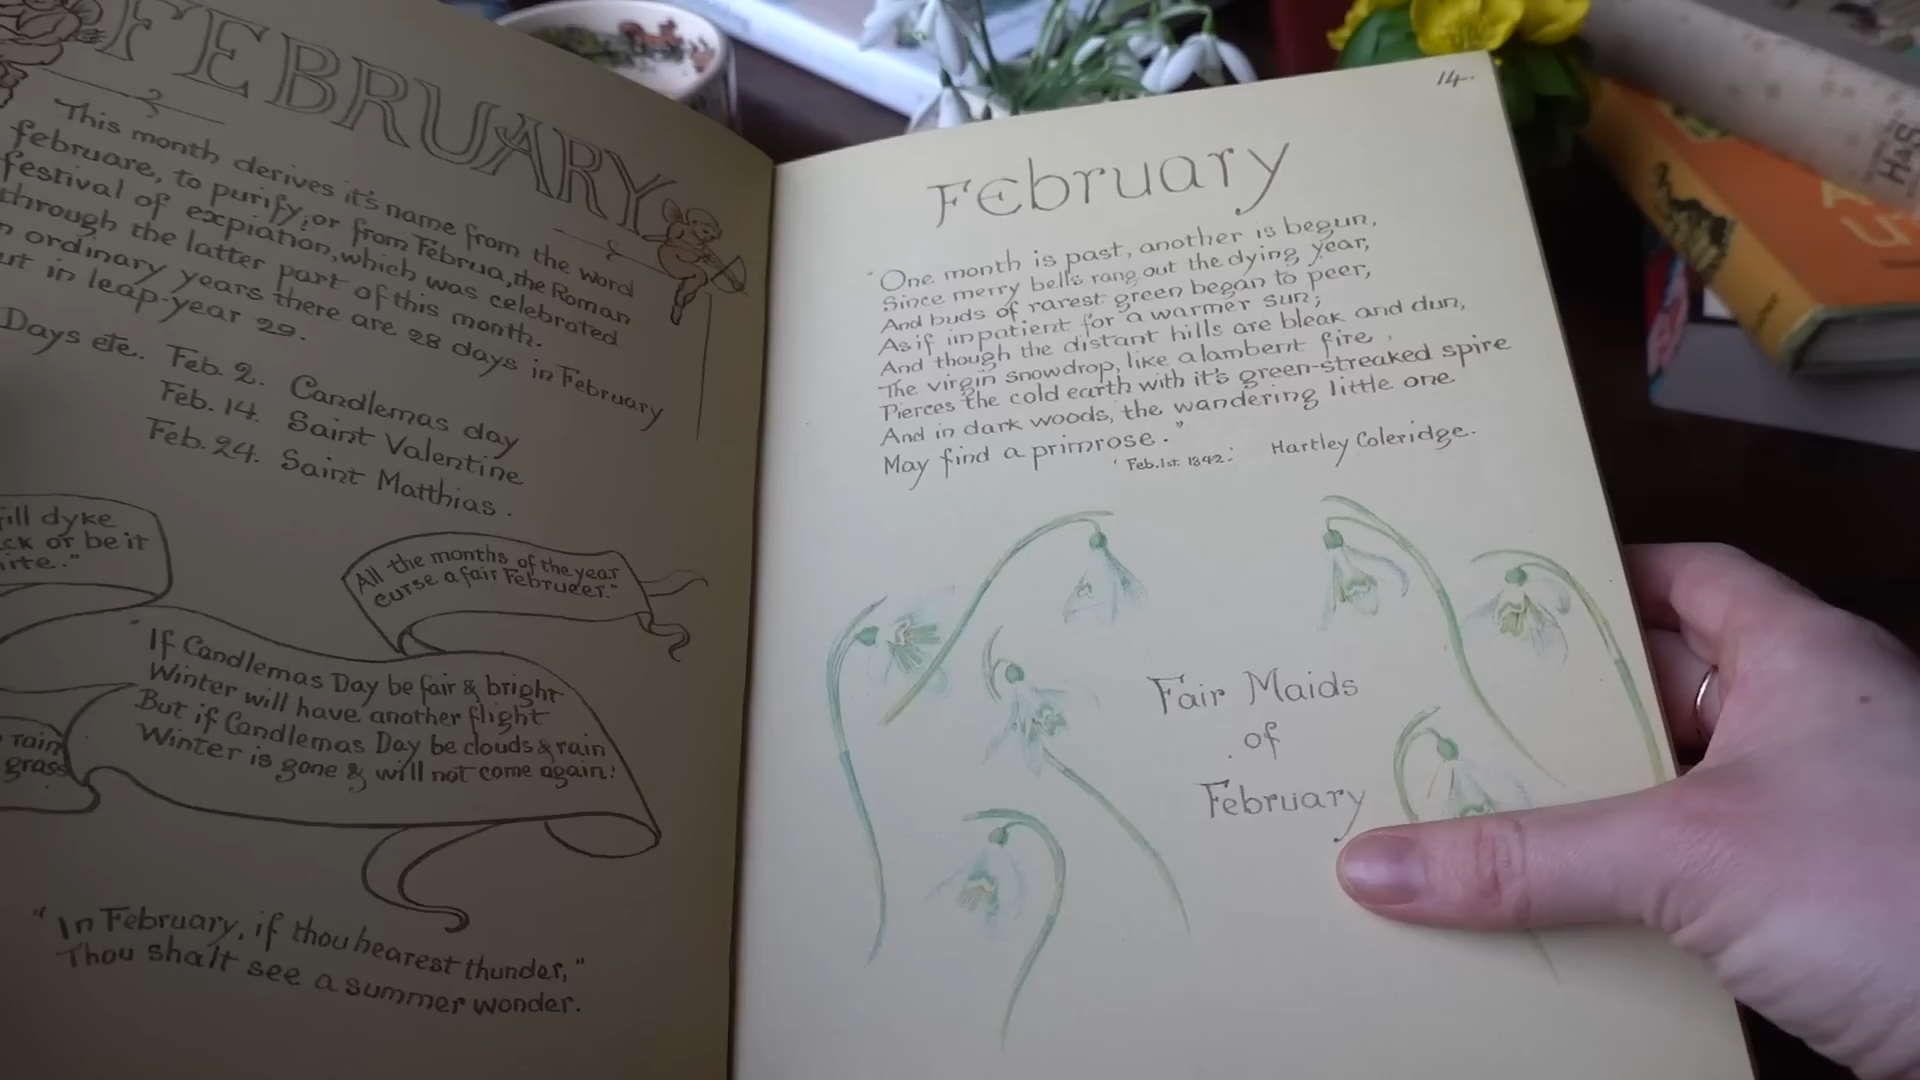 FEBRUARY
This month derives it's name from the word
februare, to purify; or from Februa, the Roman
festival of expiation, which was celebrated
through the latter part of this month.
n ordinary years there are 28 days in February
ut in leap-year 29.
Days etc. Feb. 2. Candlemas day
Feb. 14. Saint Valentine
Feb. 24. Saint Matthias.
ill dyke
ck or be it
ite."
All the months of the year
curse a fair Februeer."
"If Candlemas Day be fair & bright
Winter will have another flight
But if Candlemas Day be clouds & rain
Winter is gone & will not come again."
rain
grass
"In February, if thou hearest thunder,"
Thou shalt see a summer wonder.
14.
February
"One month is past, another is begun,
Since merry bells rang out the dying year,
And buds of rarest green began to peer,
As if impatient for a warmer sun;
And though the distant hills are bleak and dun,
The virgin snowdrop, like a lambent fire,
Pierces the cold earth with it's green-streaked spire
And in dark woods, the wandering little one
May find a primrose."
'Feb. 1st. 1842.' Hartley Coleridge.
Fair Maids
of
February